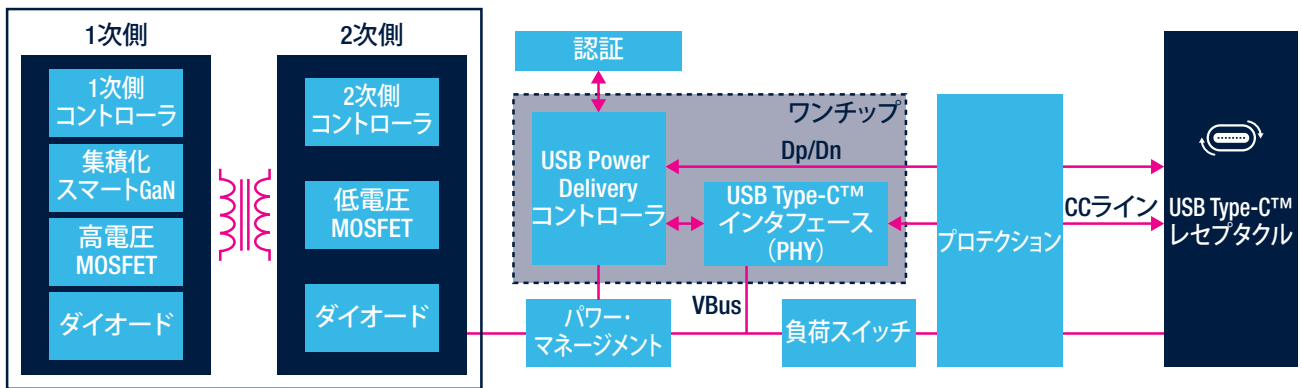 1次側
1次側
コントローラ
集積化
スマートGaN
高電圧
MOSFET
ダイオード
2次側
2次側
コントローラ
低電圧
MOSFET
ダイオード
認証
ワンチップ
USB Power
Delivery
コントローラ
Dp/Dn
USB Type-C™
インタフェース
（PHY）
パワー・
マネージメント
VBus
負荷スイッチ
プロテクション
CCライン
USB Type-C™
レセプタクル